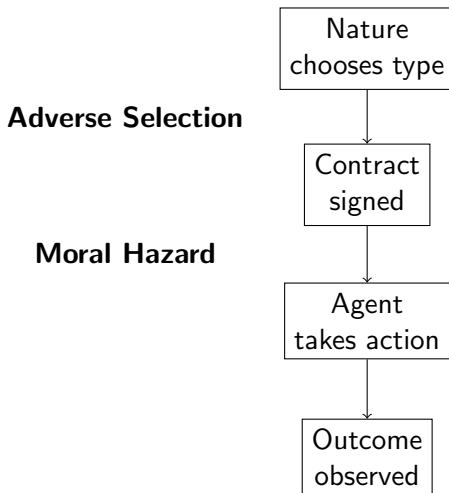 Nature
chooses type
Adverse Selection
Contract
signed
Moral Hazard
Agent
takes action
Outcome
observed